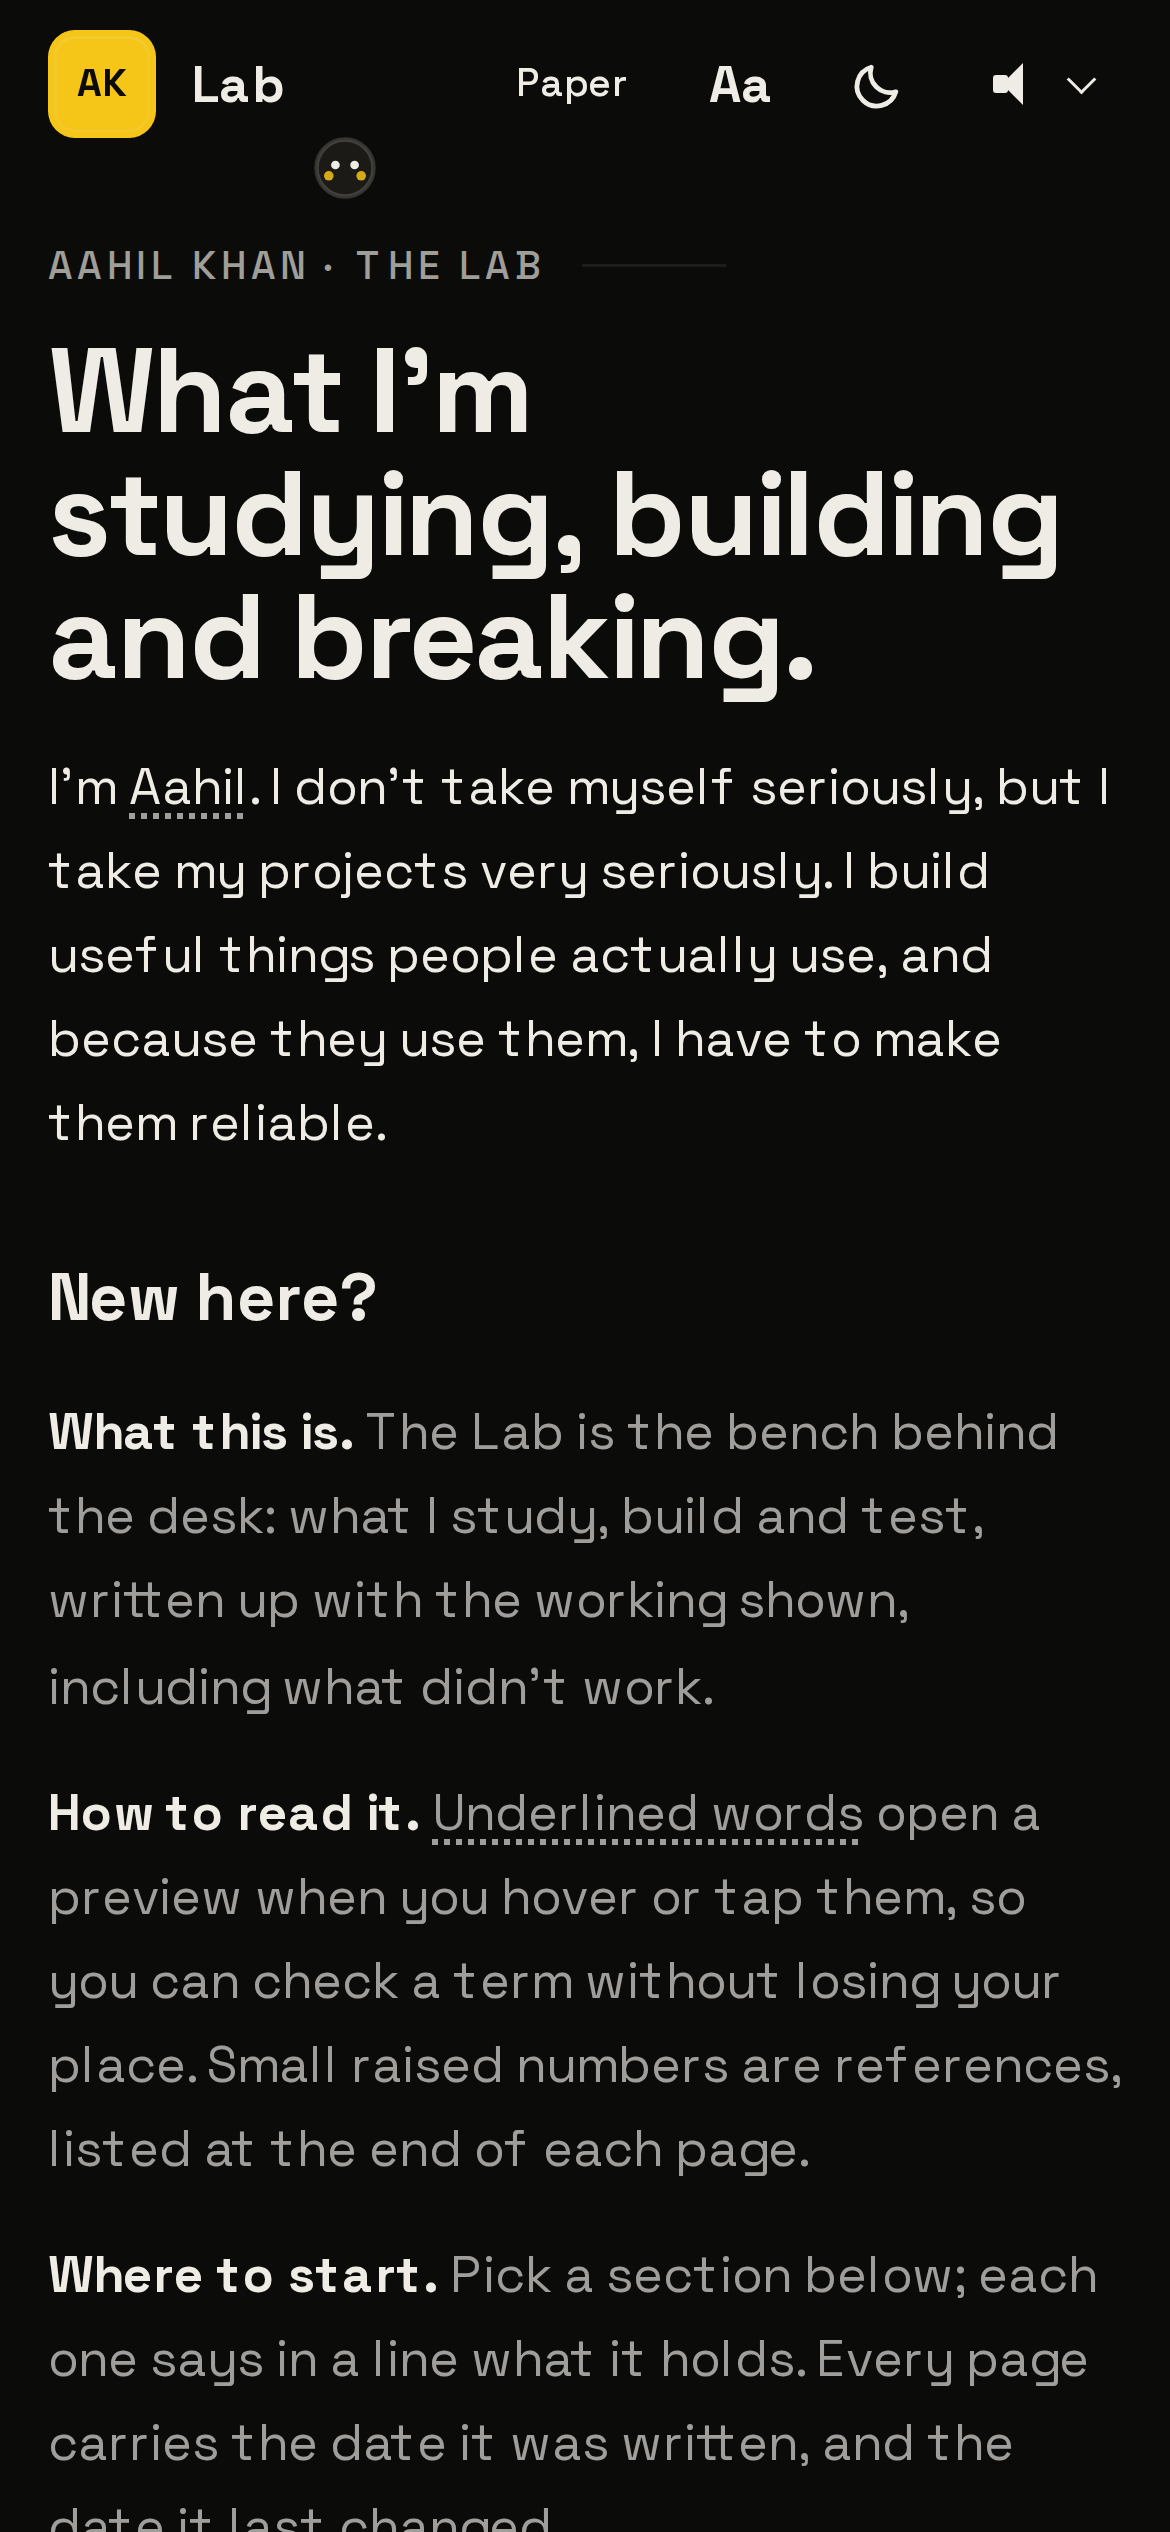 AK Lab Paper Aa
AAHIL KHAN · THE LAB
What I’m
studying, building
and breaking.
I’m Aahil. I don’t take myself seriously, but I
take my projects very seriously. I build
useful things people actually use, and
because they use them, I have to make
them reliable.
New here?
What this is. The Lab is the bench behind
the desk: what I study, build and test,
written up with the working shown,
including what didn’t work.
How to read it. Underlined words open a
preview when you hover or tap them, so
you can check a term without losing your
place. Small raised numbers are references,
listed at the end of each page.
Where to start. Pick a section below; each
one says in a line what it holds. Every page
carries the date it was written, and the
date it last changed.